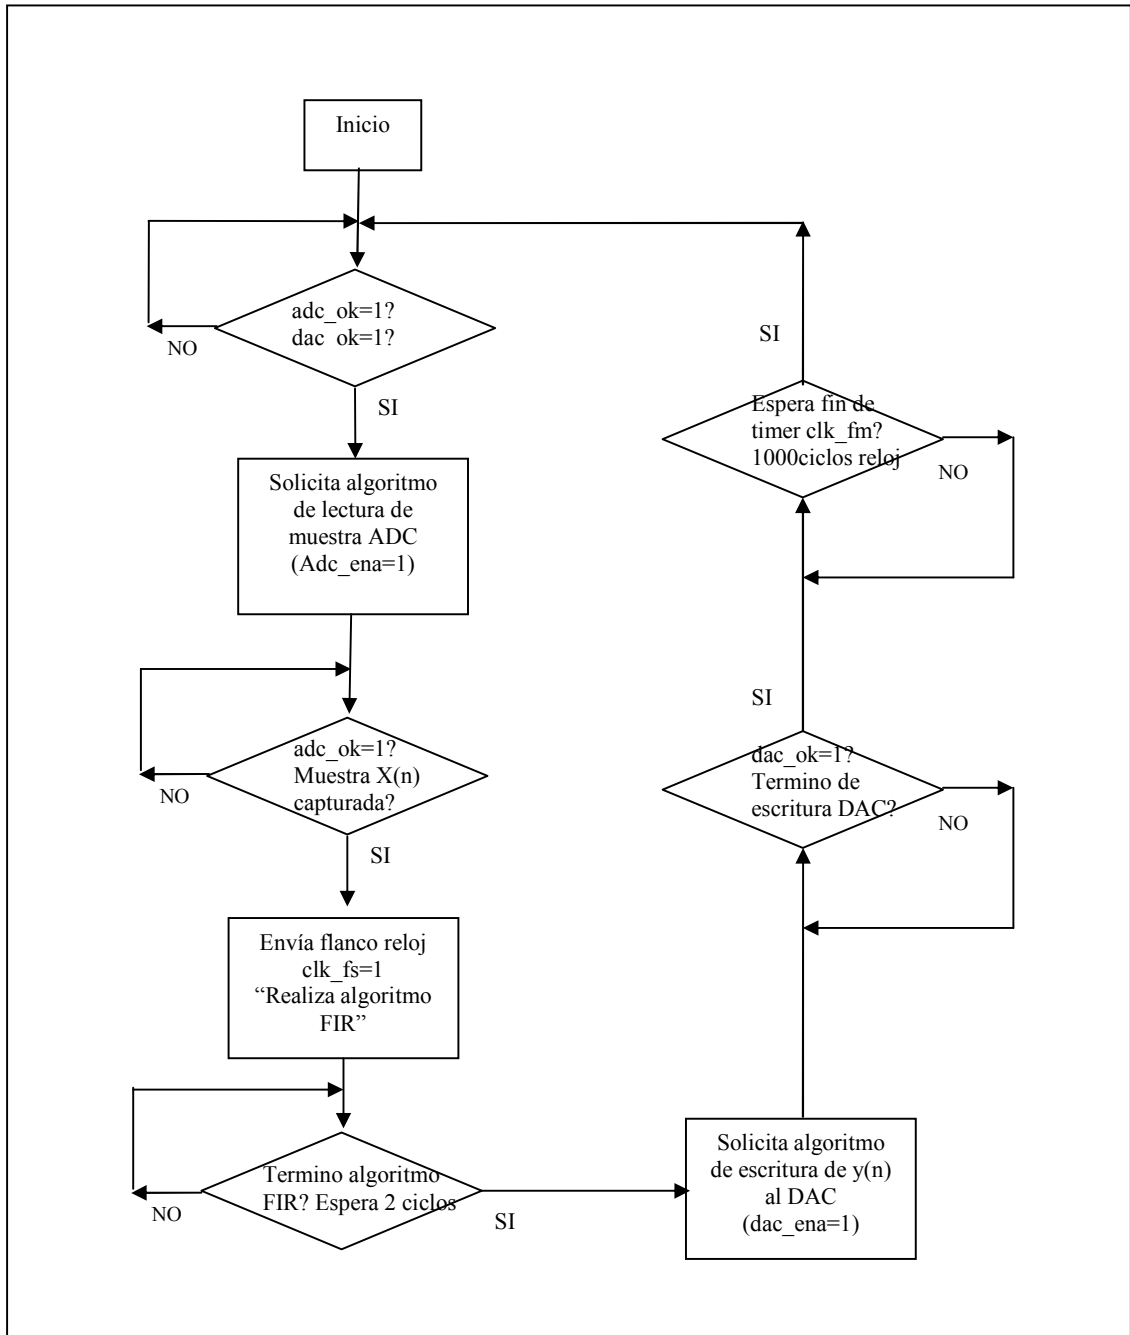 Inicio
adc_ok=1?
dac_ok=1?
NO
SI
Solicita algoritmo
de lectura de
muestra ADC
(Adc_ena=1)
adc_ok=1?
Muestra X(n)
capturada?
NO
SI
Envía flanco reloj
clk_fs=1
“Realiza algoritmo
FIR”
Termino algoritmo
FIR? Espera 2 ciclos
NO
SI
Solicita algoritmo
de escritura de y(n)
al DAC
(dac_ena=1)
dac_ok=1?
Termino de
escritura DAC?
NO
SI
Espera fin de
timer clk_fm?
1000ciclos reloj
NO
SI